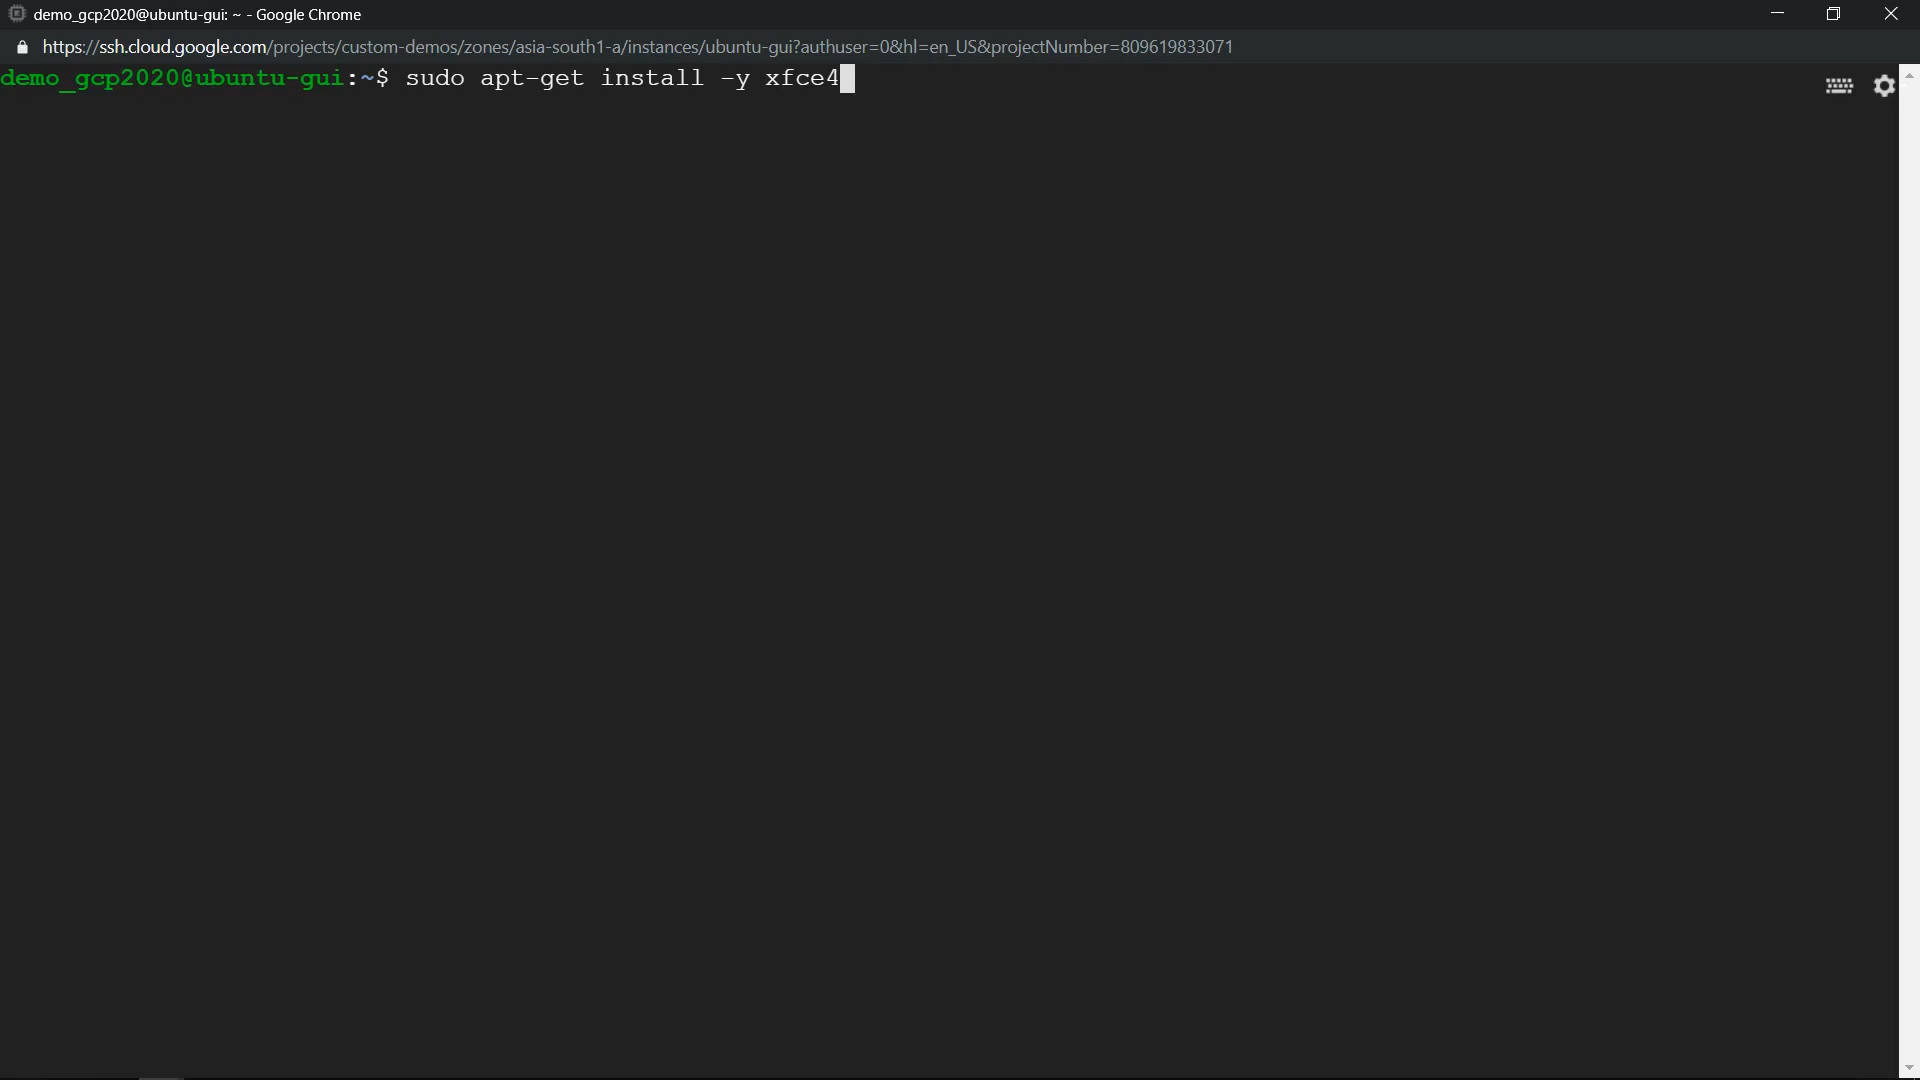 demo_gcp2020@ubuntu-gui: ~ - Google Chrome
https://ssh.cloud.google.com/projects/custom-demos/zones/asia-south1-a/instances/ubuntu-gui?authuser=0&hl=en_US&projectNumber=809619833071
demo_gcp2020@ubuntu-gui:~$ sudo apt-get install -y xfce4